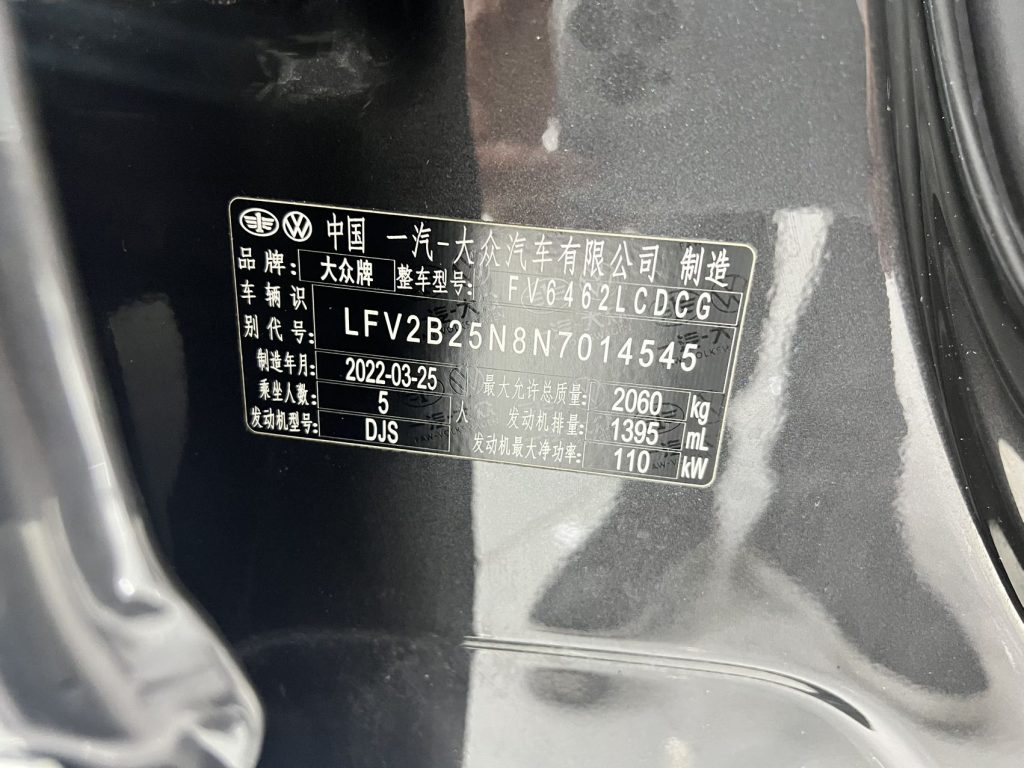 中国 一汽-大众汽车有限公司 制造
品牌: 大众牌 整车型号: FV6462LCDCG
车辆识别代号: LFV2B25N8N7014545
制造年月: 2022-03-25 最大允许总质量: 2060 kg
乘坐人数: 5 人 发动机排量: 1395 mL
发动机型号: DJS 发动机最大净功率: 110 kW